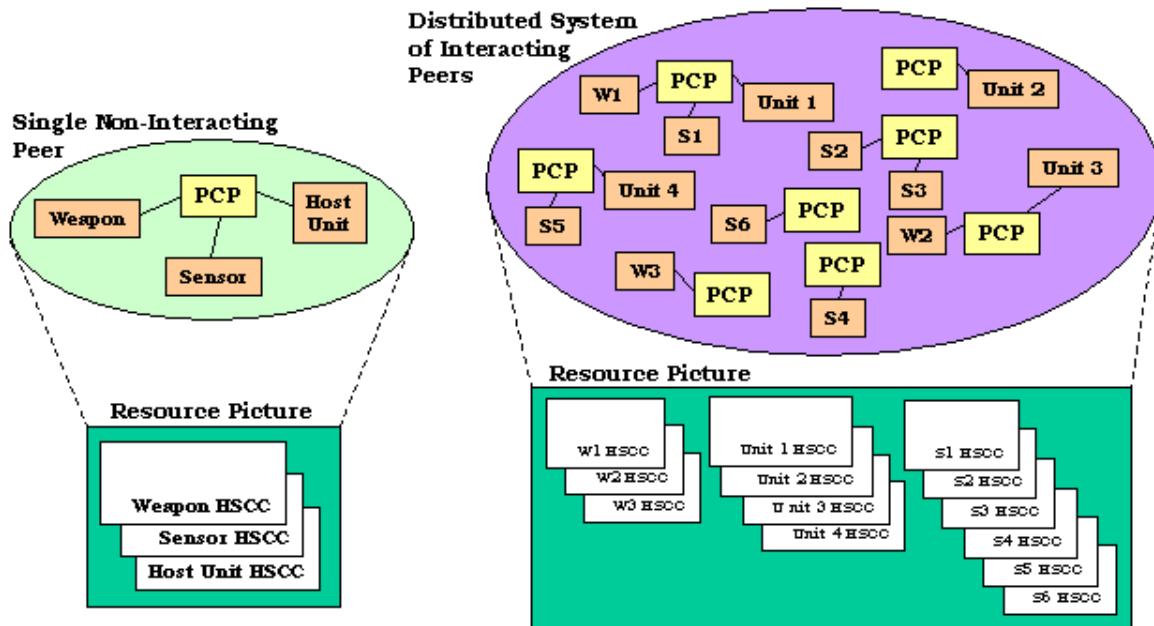 Single Non-Interacting
Peer
PCP
Weapon
Host
Unit
Sensor
Resource Picture
Weapon HSCC
Sensor HSCC
Host Unit HSCC
Distributed System
of Interacting
Peers
W1
PCP
Unit 1
S1
PCP
Unit 2
S2
PCP
S3
PCP
Unit 4
S5
S6
PCP
Unit 3
W2
PCP
W3
PCP
PCP
S4
Resource Picture
W1 HSCC
W2 HSCC
W3 HSCC
Unit 1 HSCC
Unit 2 HSCC
Unit 3 HSCC
Unit 4 HSCC
S1 HSCC
S2 HSCC
S3 HSCC
S4 HSCC
S5 HSCC
S6 HSCC